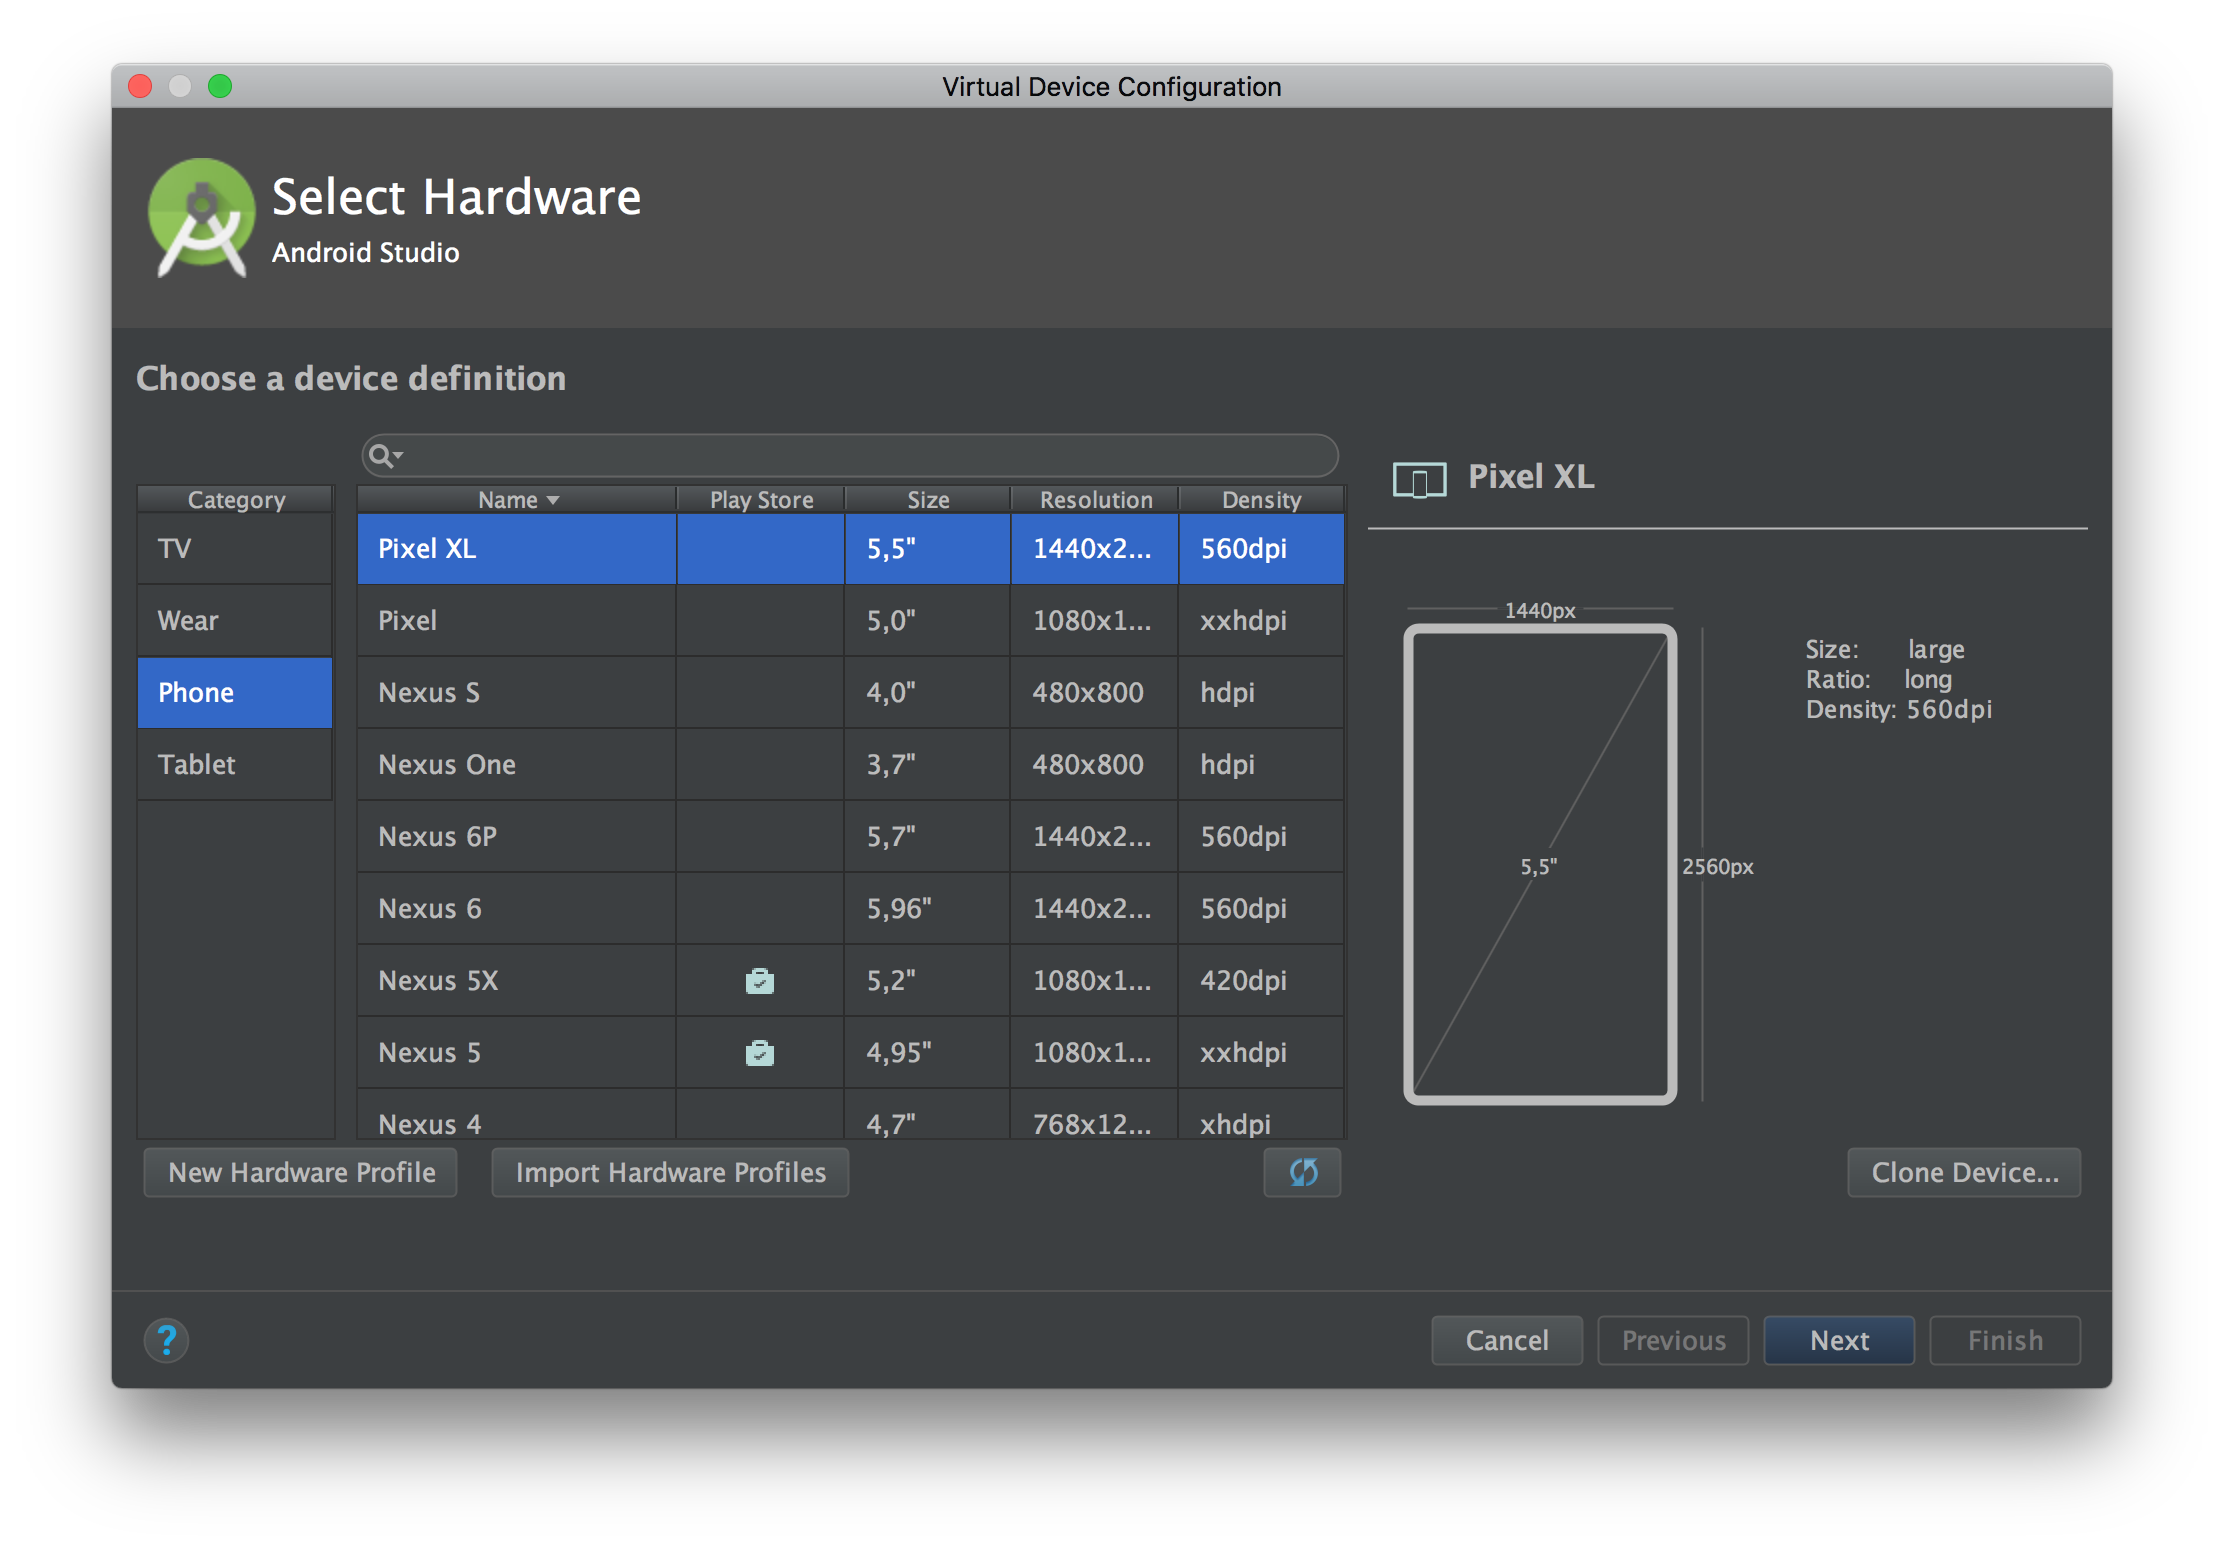 Virtual Device Configuration
Select Hardware
Android Studio
Choose a device definition
Category
TV
Wear
Phone
Tablet
Name Play Store Size Resolution Density
Pixel XL 5,5" 1440x2... 560dpi
Pixel 5,0" 1080x1... xxhdpi
Nexus S 4,0" 480x800 hdpi
Nexus One 3,7" 480x800 hdpi
Nexus 6P 5,7" 1440x2... 560dpi
Nexus 6 5,96" 1440x2... 560dpi
Nexus 5X 5,2" 1080x1... 420dpi
Nexus 5 4,95" 1080x1... xxhdpi
Nexus 4 4,7" 768x12... xhdpi
Pixel XL
1440px
5,5"
2560px
Size: large
Ratio: long
Density: 560dpi
New Hardware Profile Import Hardware Profiles Clone Device...
? Cancel Previous Next Finish